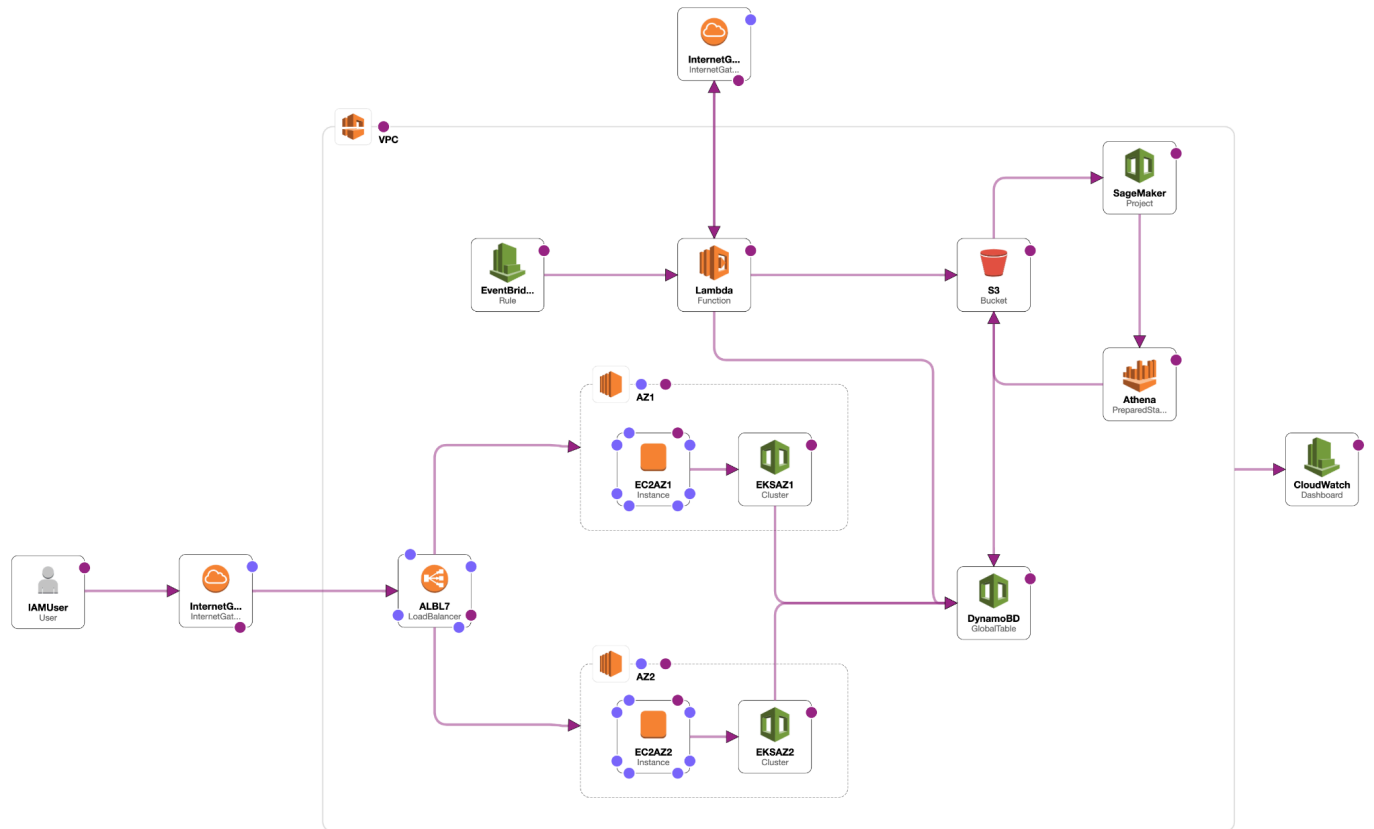 InternetG...
InternetGat...
VPC
SageMaker
Project
EventBrid...
Rule
Lambda
Function
S3
Bucket
AZ1
Athena
PreparedSta...
EC2AZ1
Instance
EKSAZ1
Cluster
CloudWatch
Dashboard
IAMUser
User
InternetG...
InternetGat...
ALBL7
LoadBalancer
DynamoBD
GlobalTable
AZ2
EC2AZ2
Instance
EKSAZ2
Cluster